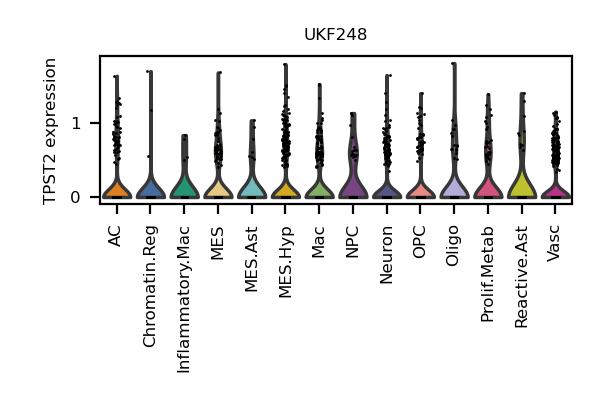 UKF248
TPST2 expression
1
0
AC
Chromatin.Reg
Inflammatory.Mac
MES
MES.Ast
MES.Hyp
Mac
NPC
Neuron
OPC
Oligo
Prolif.Metab
Reactive.Ast
Vasc